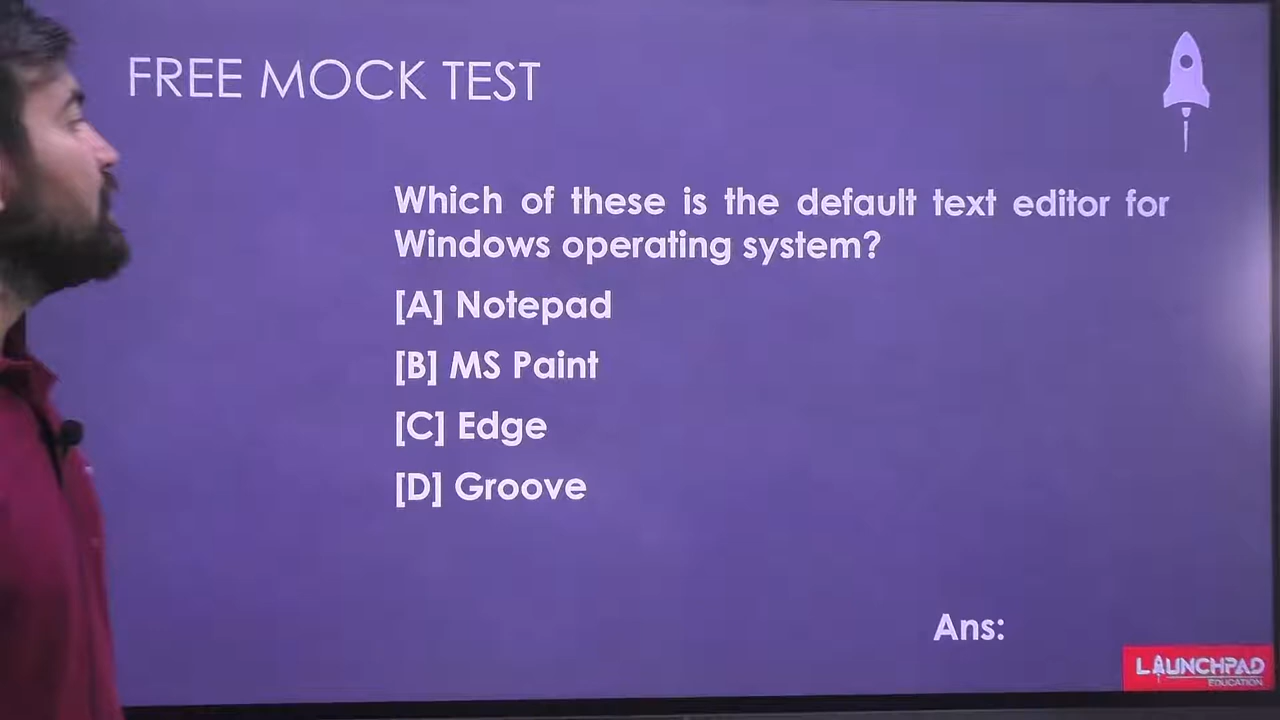 FREE MOCK TEST
Which of these is the default text editor for
Windows operating system?
[A] Notepad
[B] MS Paint
[C] Edge
[D] Groove
Ans:
LAUNCHPAD
EDUCATION